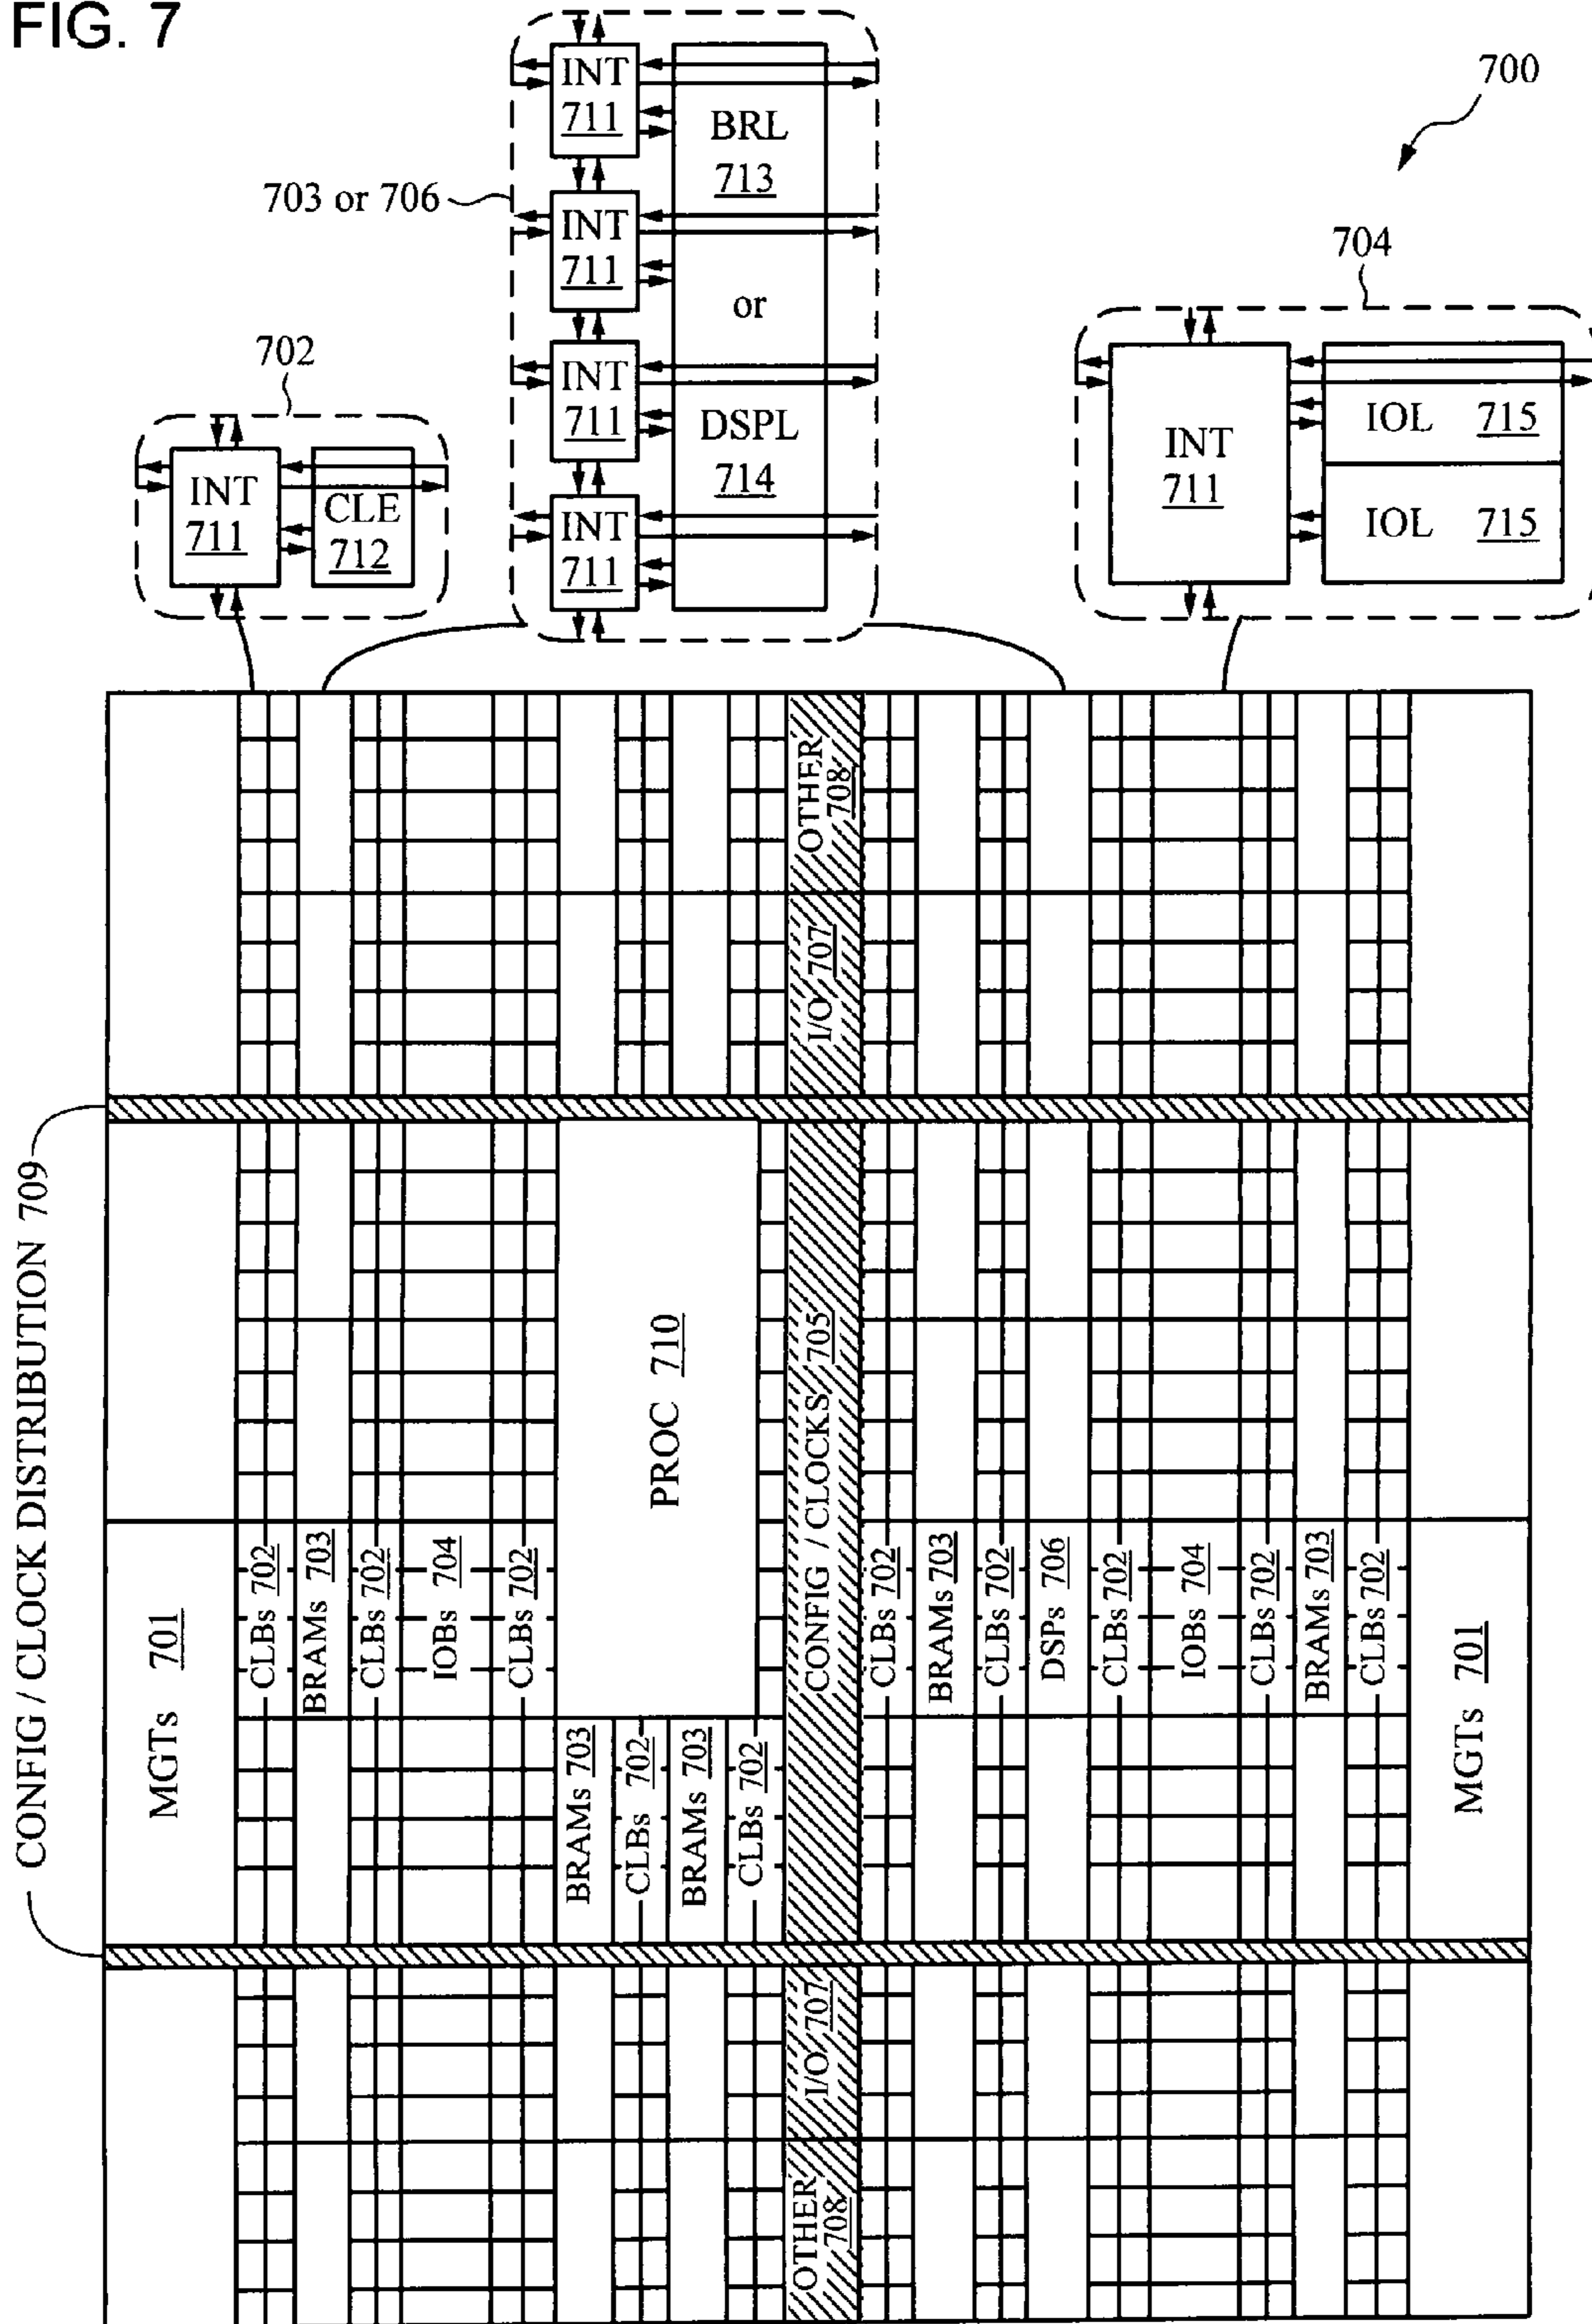 FIG. 7
700
703 or 706
INT
711
INT
711
INT
711
INT
711
BRL
713
or
DSPL
714
702
INT
711
CLE
712
704
INT
711
IOL 715
IOL 715
OTHER
708
I/O 707
CONFIG / CLOCK DISTRIBUTION 709
PROC 710
CONFIG / CLOCKS 705
MGTs 701
CLBs 702
BRAMs 703
CLBs 702
IOBs 704
CLBs 702
BRAMs 703
CLBs 702
BRAMs 703
CLBs 702
CLBs 702
BRAMs 703
CLBs 702
DSPs 706
CLBs 702
IOBs 704
CLBs 702
BRAMs 703
CLBs 702
MGTs 701
I/O 707
OTHER
708